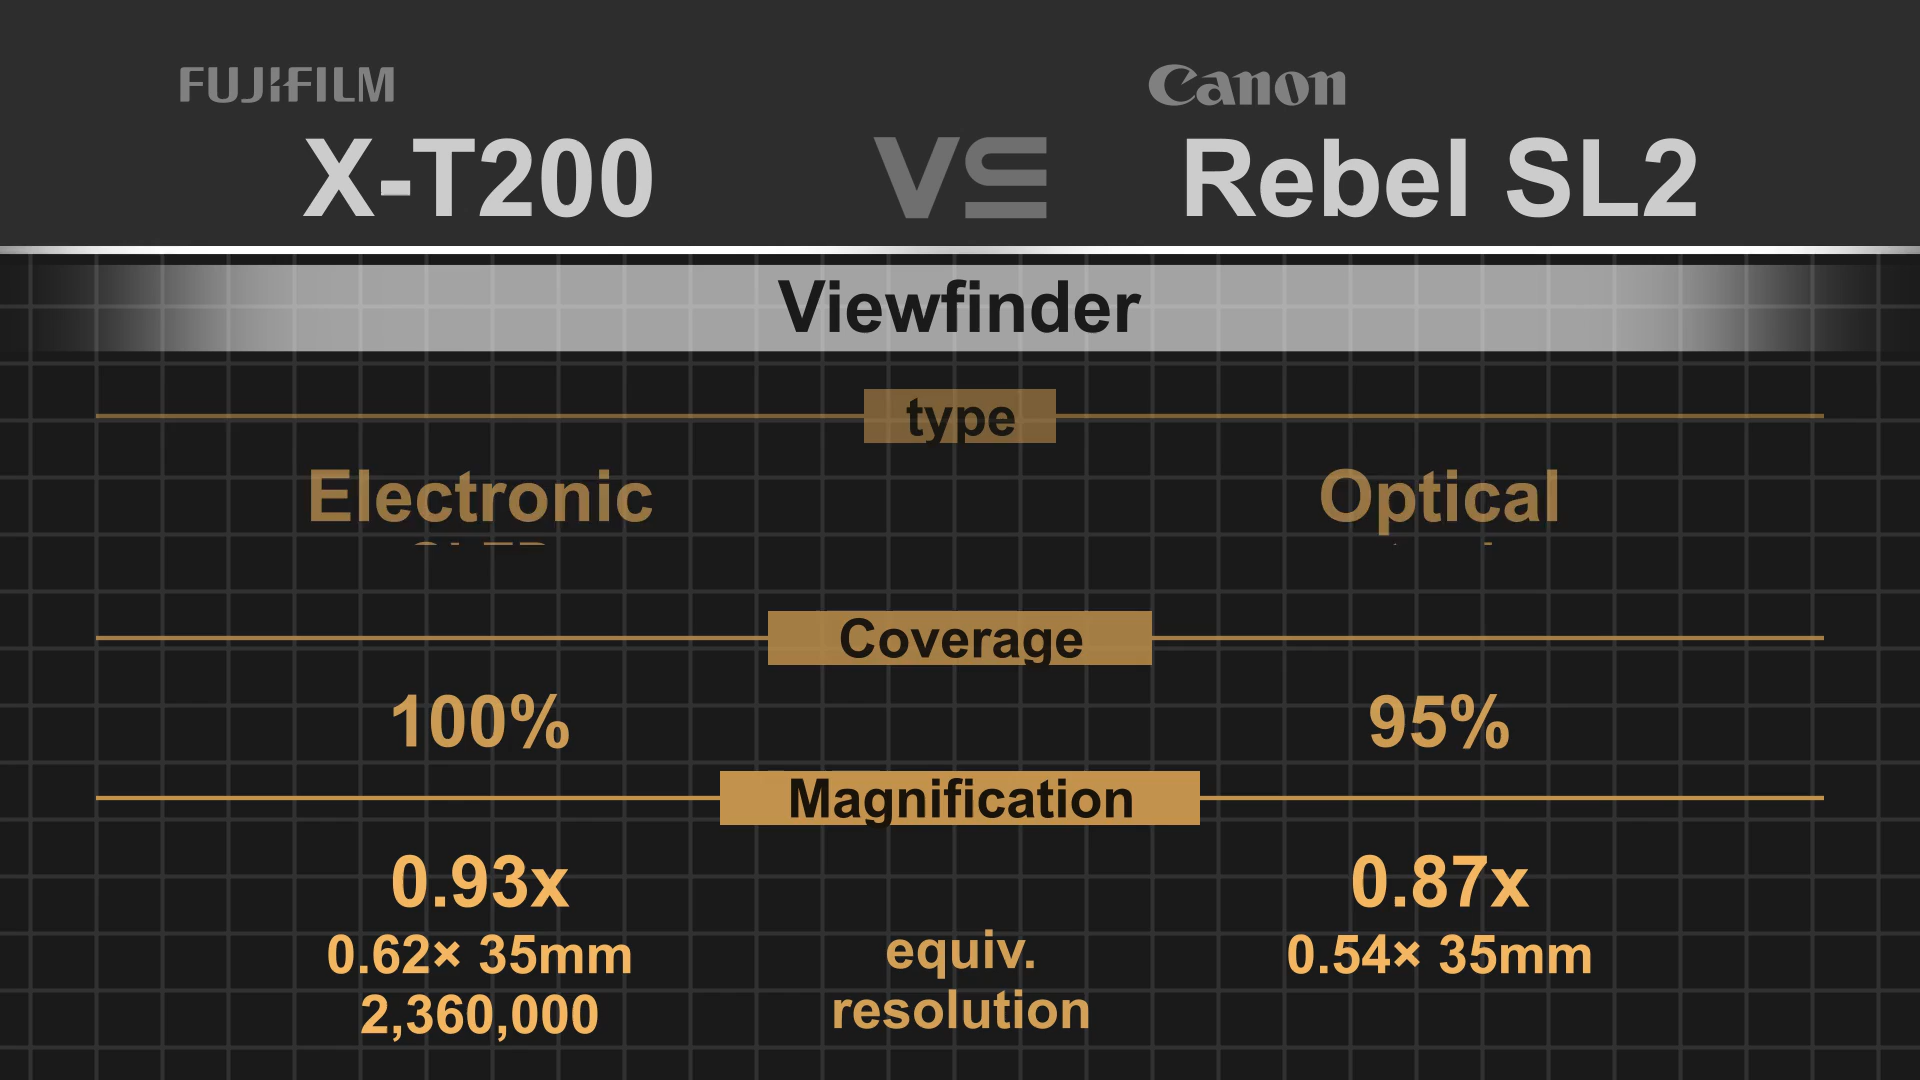 FUJIFILM
Canon
X-T200
VS
Rebel SL2
Viewfinder
type
Electronic
Optical
Coverage
100%
95%
Magnification
0.93x
0.87x
0.62× 35mm
equiv.
0.54× 35mm
2,360,000
resolution